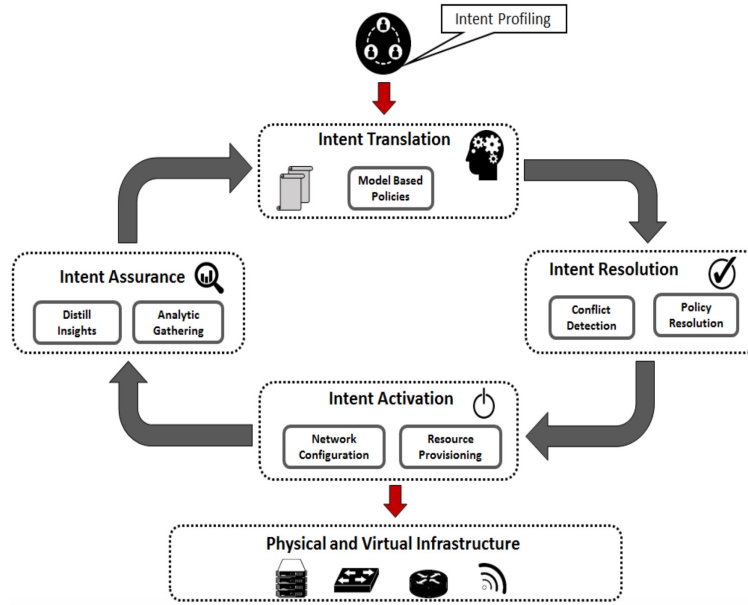 Intent Profiling
Intent Translation
Model Based
Policies
Intent Assurance
Distill
Insights
Analytic
Gathering
Intent Resolution
Conflict
Detection
Policy
Resolution
Intent Activation
Network
Configuration
Resource
Provisioning
Physical and Virtual Infrastructure